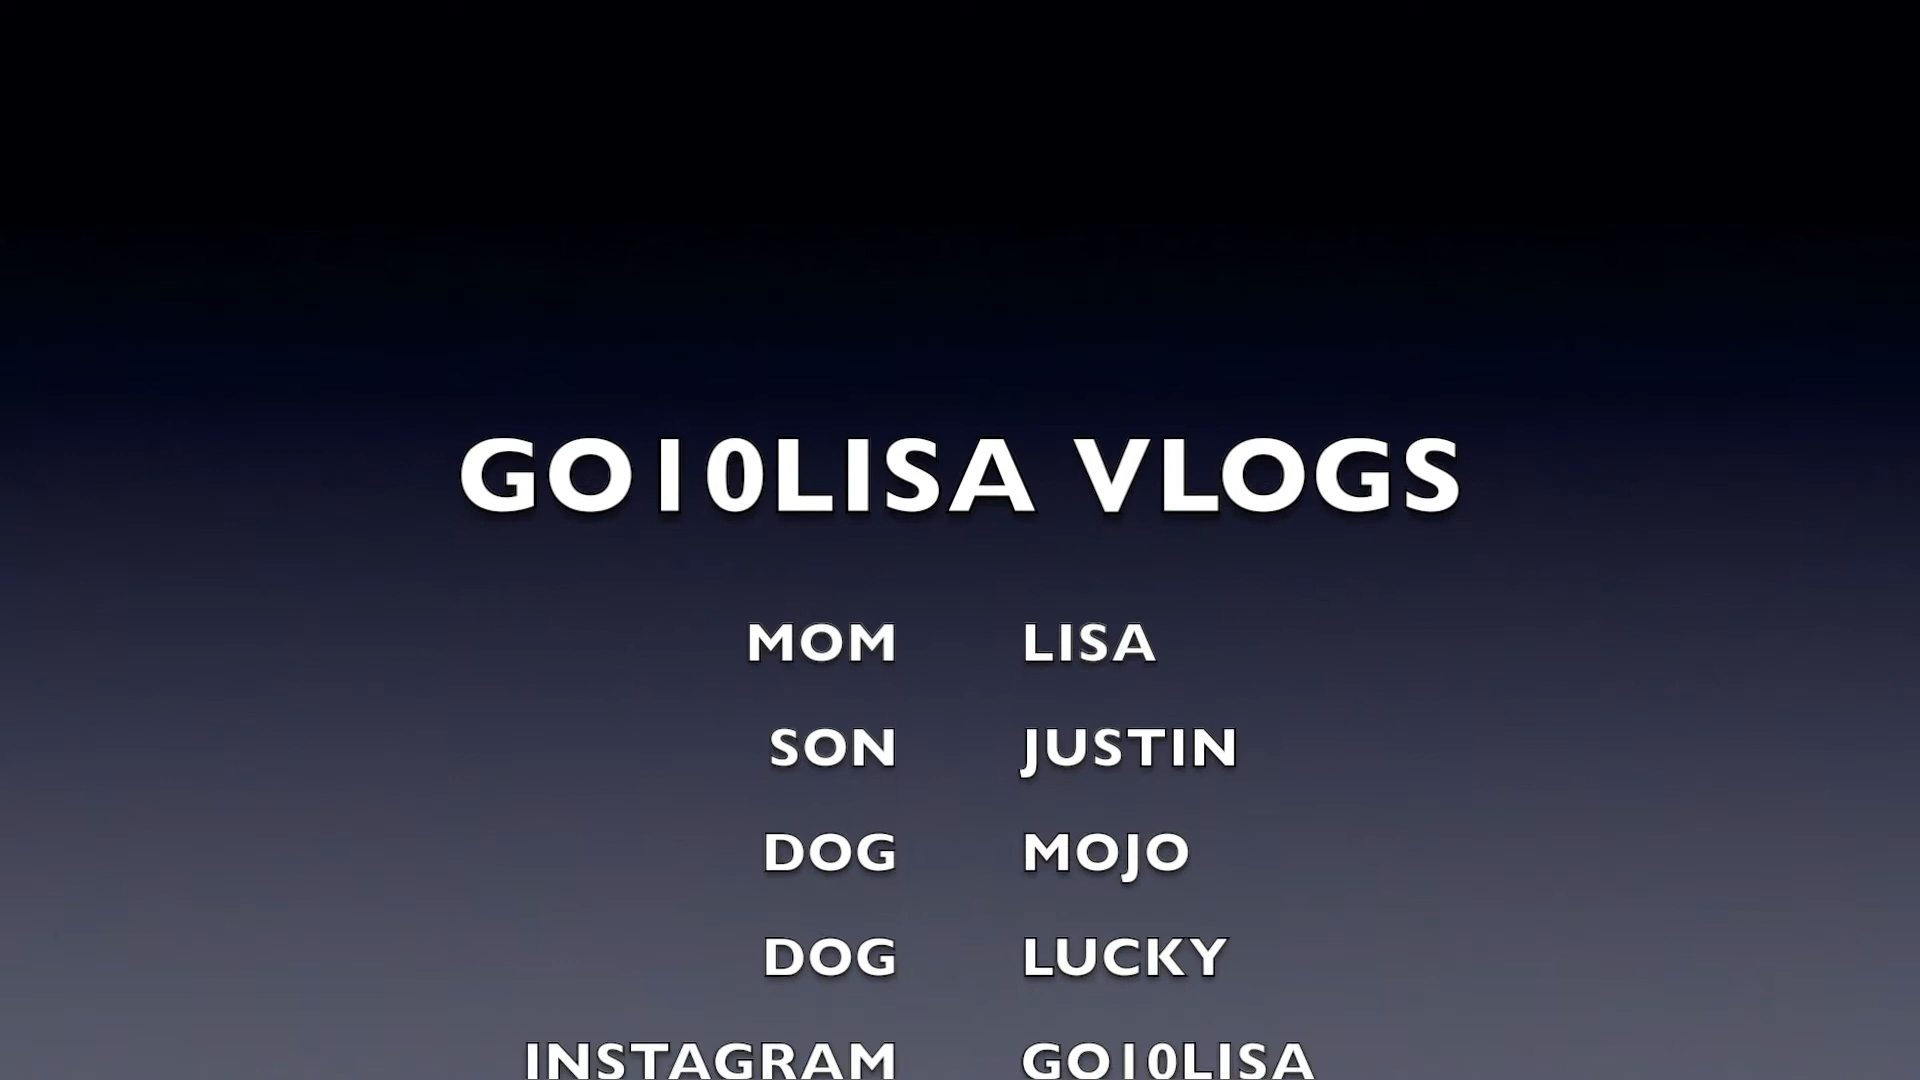 GO10LISA VLOGS
MOM LISA
SON JUSTIN
DOG MOJO
DOG LUCKY
INSTAGRAM GO10LISA